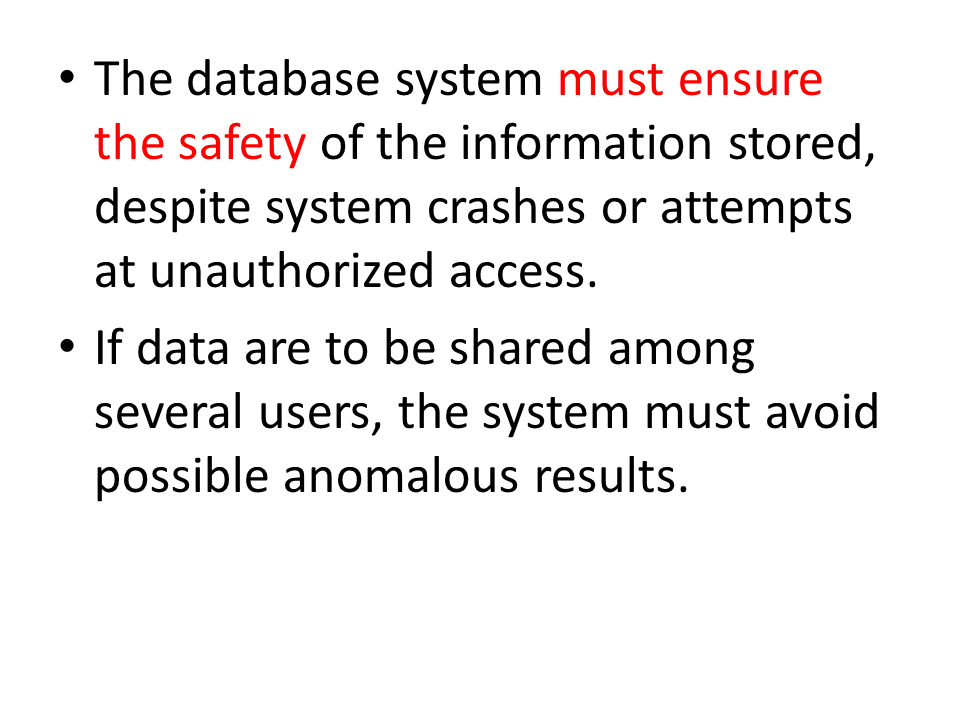 • The database system must ensure
the safety of the information stored,
despite system crashes or attempts
at unauthorized access.
• If data are to be shared among
several users, the system must avoid
possible anomalous results.